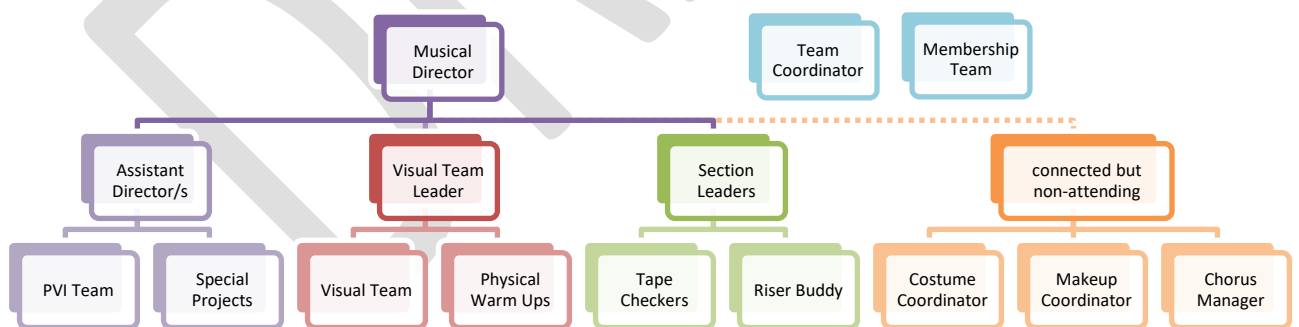 Musical
Director
Team
Coordinator
Membership
Team
Assistant
Director/s
Visual Team
Leader
Section
Leaders
connected but
non-attending
PVI Team
Special
Projects
Visual Team
Physical
Warm Ups
Tape
Checkers
Riser Buddy
Costume
Coordinator
Makeup
Coordinator
Chorus
Manager